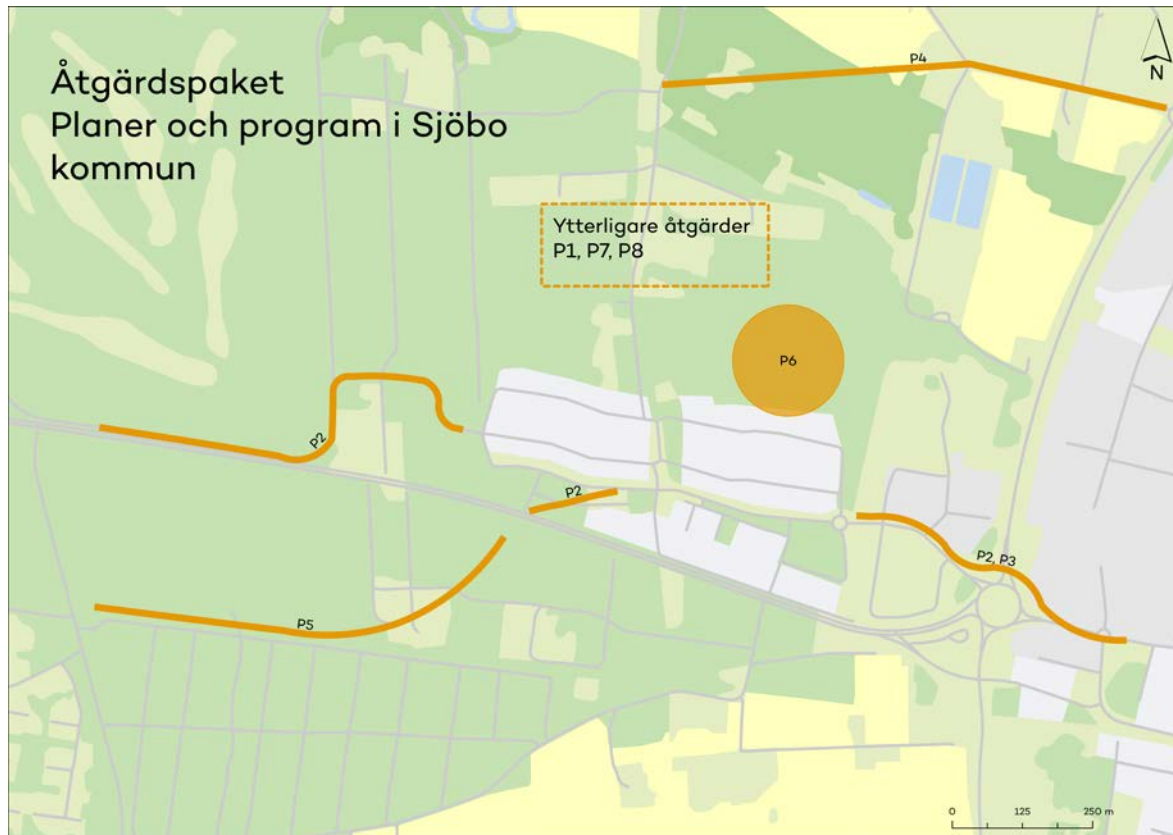 Åtgärdspaket
Planer och program i Sjöbo
kommun
P4
N
Ytterligare åtgärder
P1, P7, P8
P6
P2
P2
P2, P3
P5
0 125 250 m